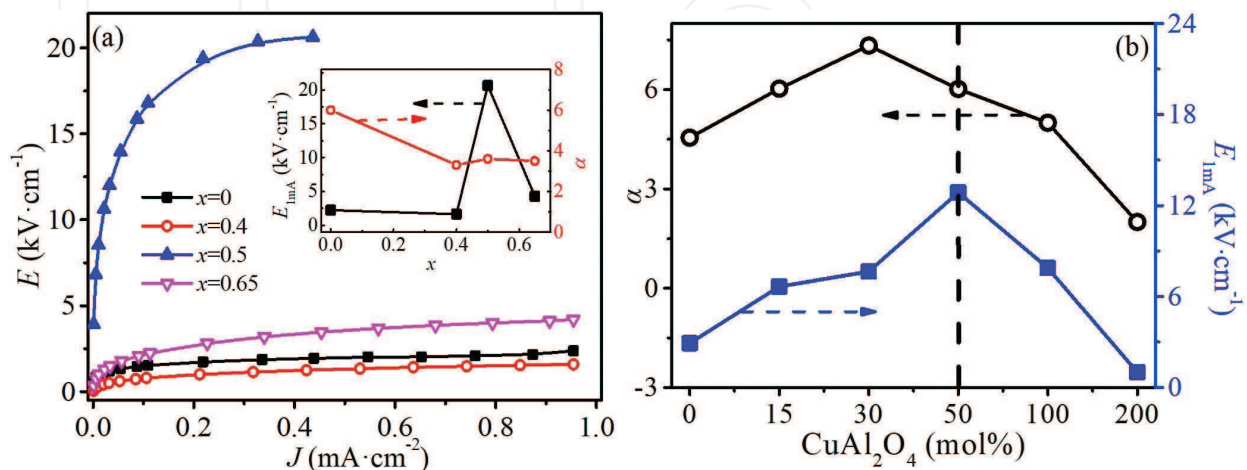 (a)
20
15
10
5
0
E (kV·cm⁻¹)
0.0 0.2 0.4 0.6 0.8 1.0
J (mA·cm⁻²)
x=0
x=0.4
x=0.5
x=0.65
20
15
10
5
0
E₁ₘₐ (kV·cm⁻¹)
8
6
4
2
0
α
0.0 0.2 0.4 0.6
x
(b)
6
3
0
-3
α
24
18
12
6
0
E₁ₘₐ (kV·cm⁻¹)
0 15 30 50 100 200
CuAl₂O₄ (mol%)